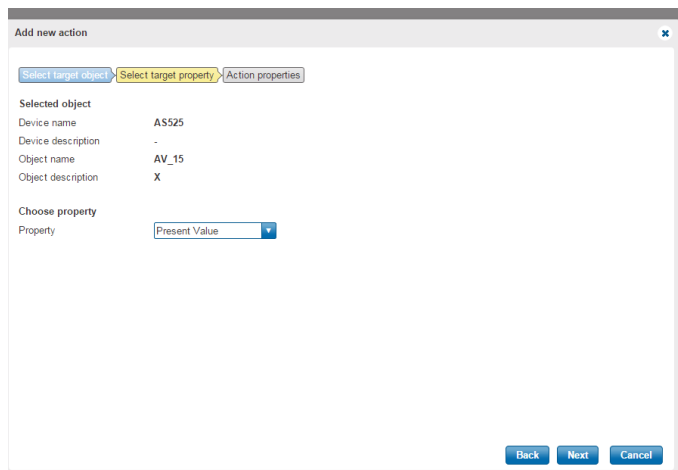 Add new action
Select target object Select target property Action properties
Selected object
Device name AS525
Device description -
Object name AV_15
Object description X
Choose property
Property Present Value
Back Next Cancel